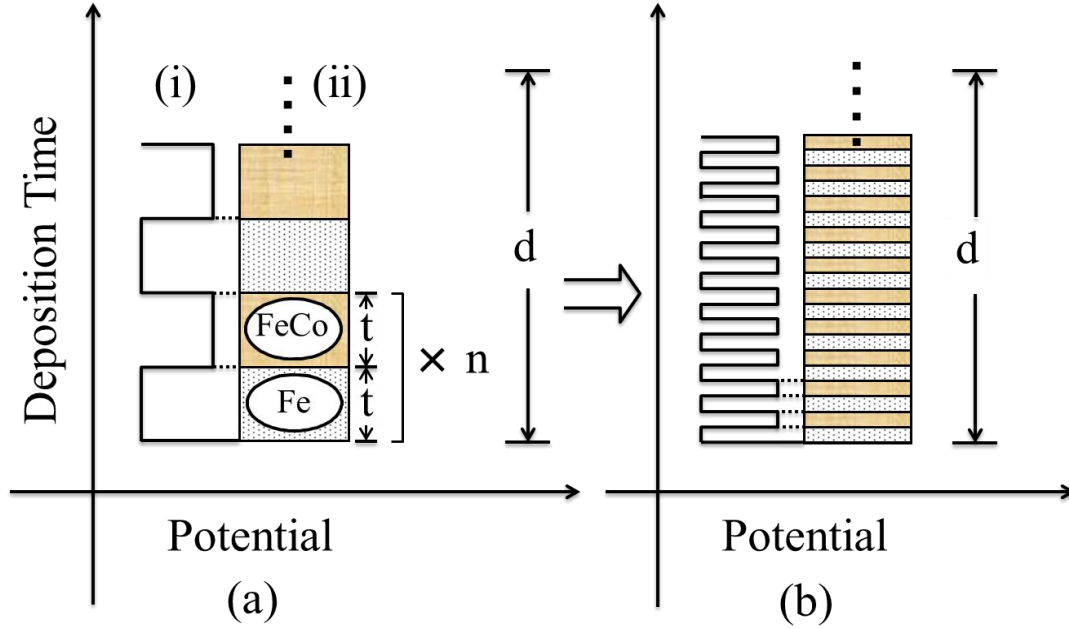 (i)
(ii)
Deposition Time
FeCo
Fe
t
t
× n
d
Potential
(a)
d
Potential
(b)